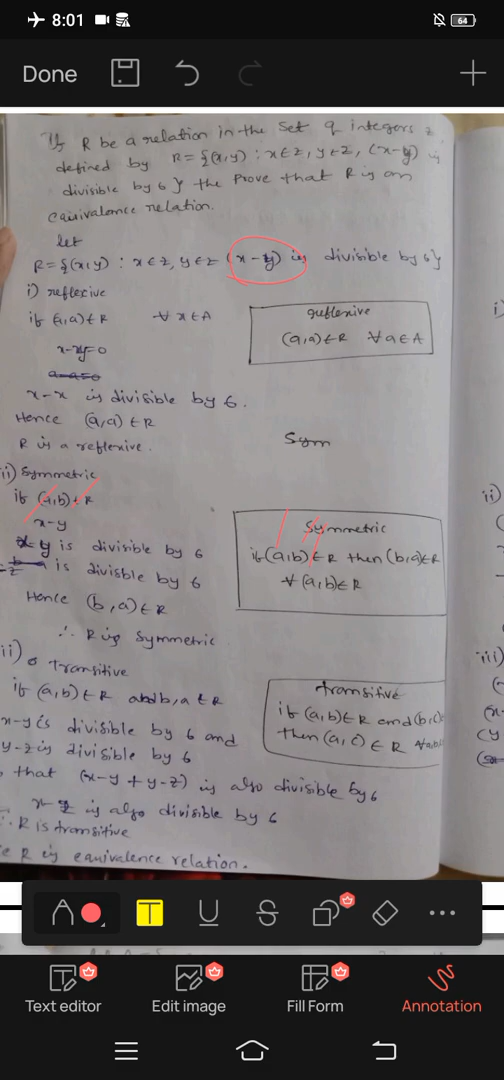 8:01
64
Done
If R be a relation in the set of integers z
defined by R={(x,y) : x∈z, y∈z, (x-y) is
divisible by 6} the prove that R is an
equivalence relation.
let
R={(x,y) : x∈z, y∈z (x-y) is divisible by 6}
i) reflexive
if (a,a)∈R ∀ x∈A
reflexive
(a,a)∈R ∀a∈A
x-x=0
a-a=0
x-x is divisible by 6.
Hence (a,a)∈R
R is a reflexive.
Sym
ii) Symmetric
if (a,b)∈R
x-y
y is divisible by 6
is divisible by 6
Hence (b,a)∈R
∴ R is Symmetric
Symmetric
if (a,b)∈R then (b,a)∈R
∀ (a,b)∈R
ii)
Transitive
if (a,b)∈R and b,a∈R
x-y is divisible by 6 and
y-z is divisible by 6
that (x-y+y-z) is also divisible by 6
x-z is also divisible by 6
∴ R is transitive
R is equivalence relation.
transitive
if (a,b)∈R and (b,c)
then (a,c)∈R
i)
ii)
iii)
T
U
S
Text editor
Edit image
Fill Form
Annotation